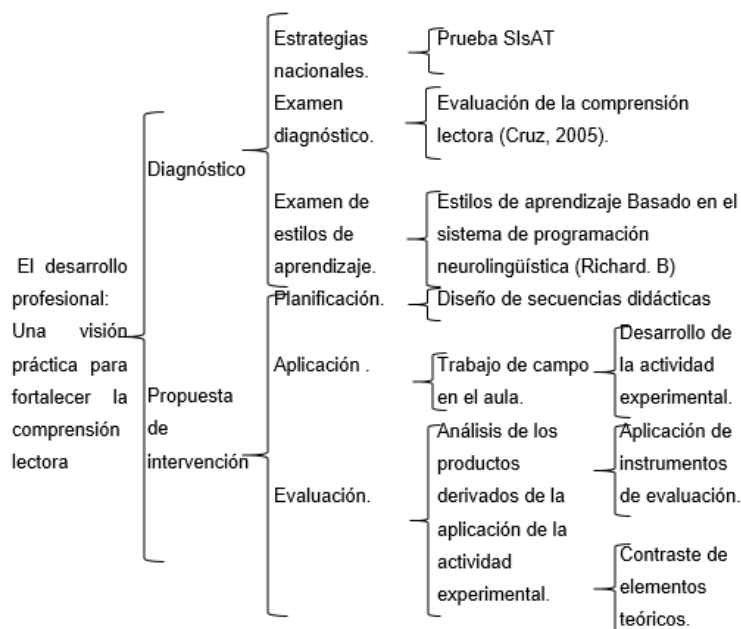 El desarrollo
profesional:
Una visión
práctica para
fortalecer la
comprensión
lectora
Diagnóstico
Estrategias
nacionales.
Prueba SIsAT
Examen
diagnóstico.
Evaluación de la comprensión
lectora (Cruz, 2005).
Examen de
estilos de
aprendizaje.
Estilos de aprendizaje Basado en el
sistema de programación
neurolingüística (Richard. B)
Propuesta
de
intervención
Planificación.
Diseño de secuencias didácticas
Aplicación .
Trabajo de campo
en el aula.
Desarrollo de
la actividad
experimental.
Evaluación.
Análisis de los
productos
derivados de la
aplicación de la
actividad
experimental.
Aplicación de
instrumentos
de evaluación.
Contraste de
elementos
teóricos.